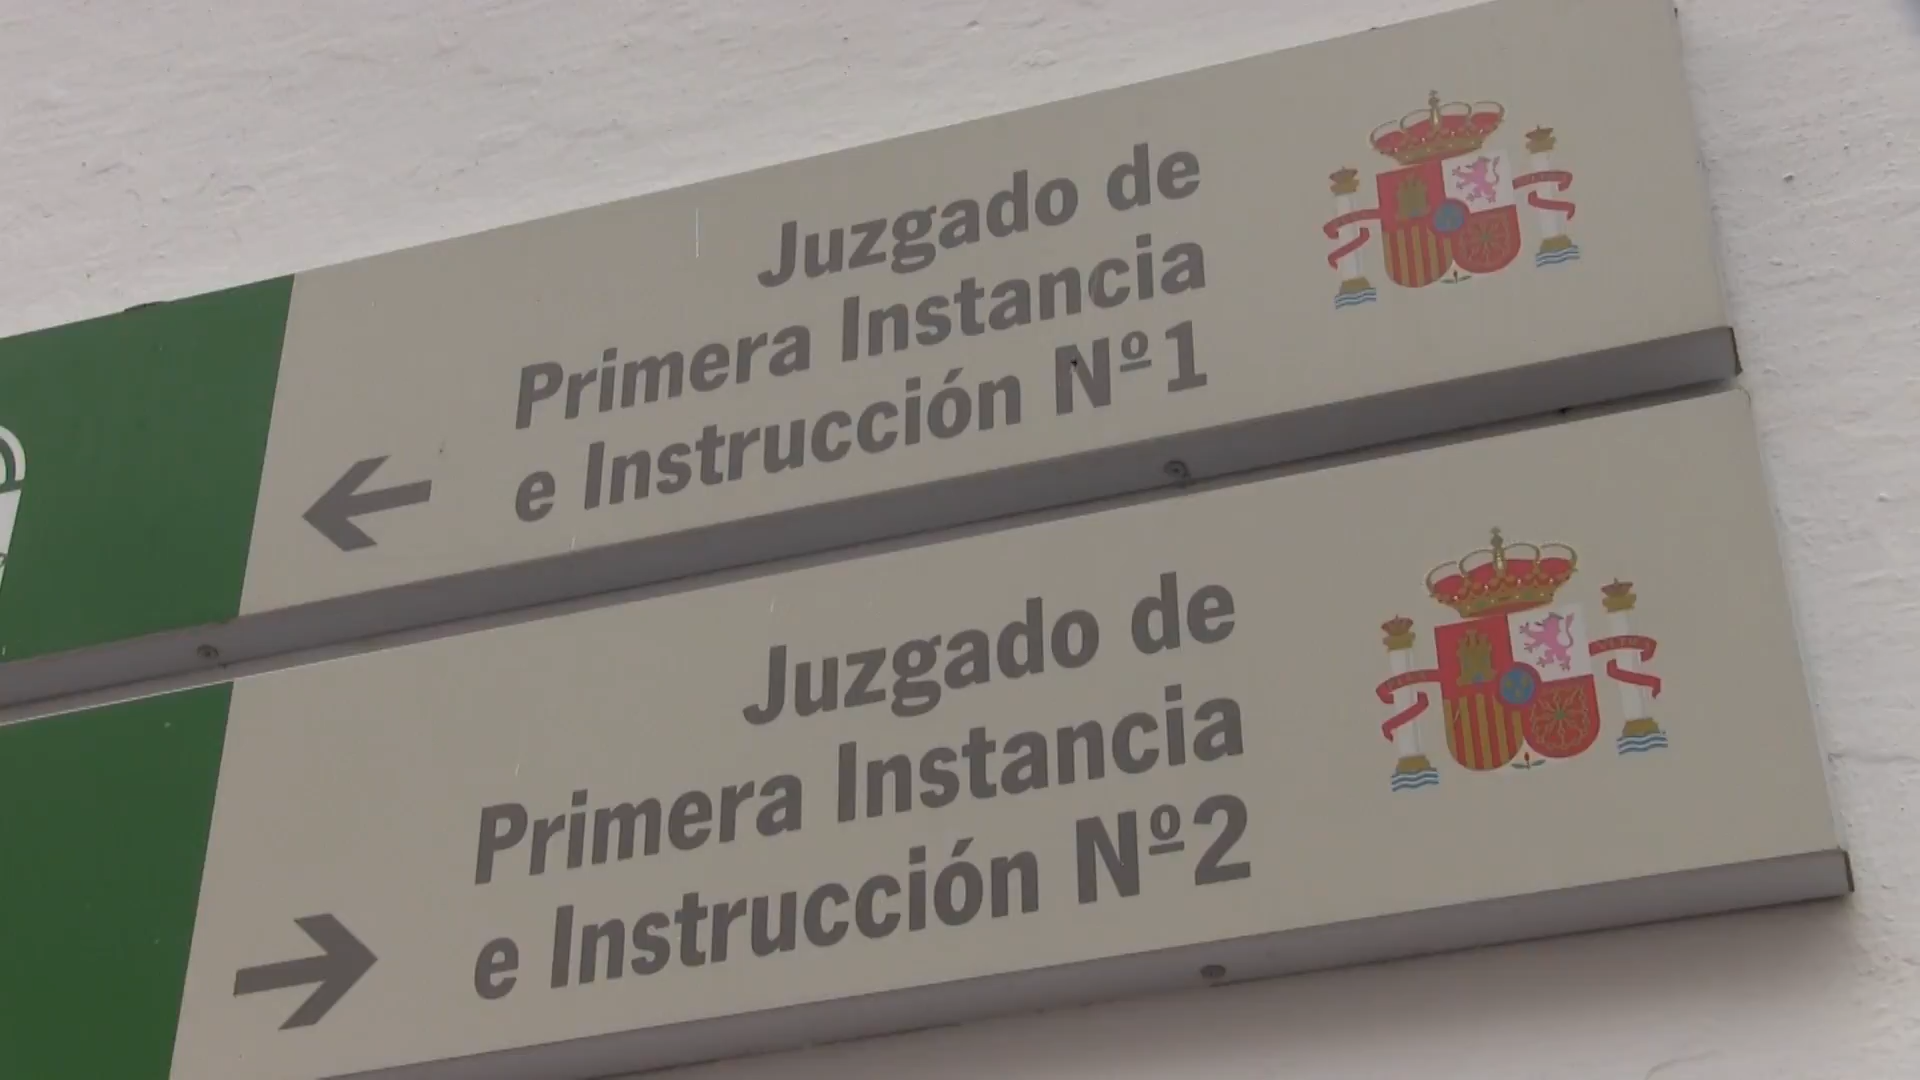 Juzgado de
Primera Instancia
e Instrucción Nº1
Juzgado de
Primera Instancia
e Instrucción Nº2